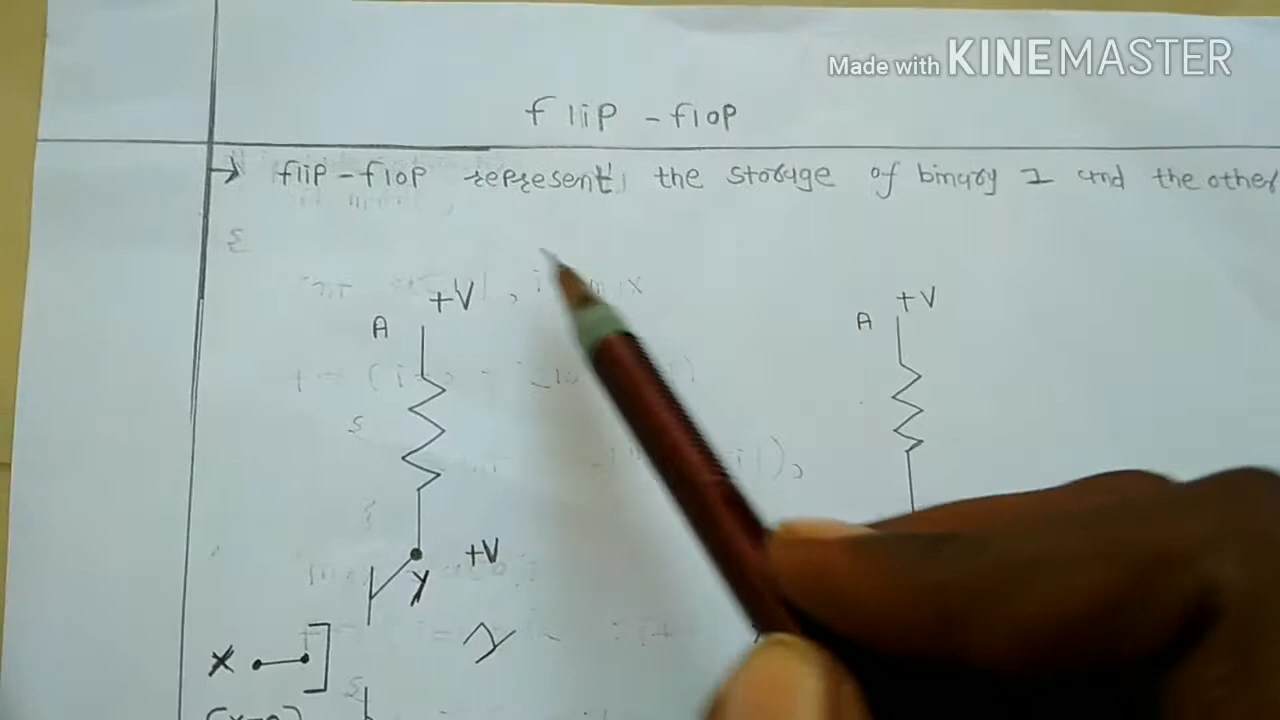 Made with KINEMASTER
flip-flop
→ flip-flop represent the storage of binary 1 and the other
+V
A
+V
A
+V
Y
X